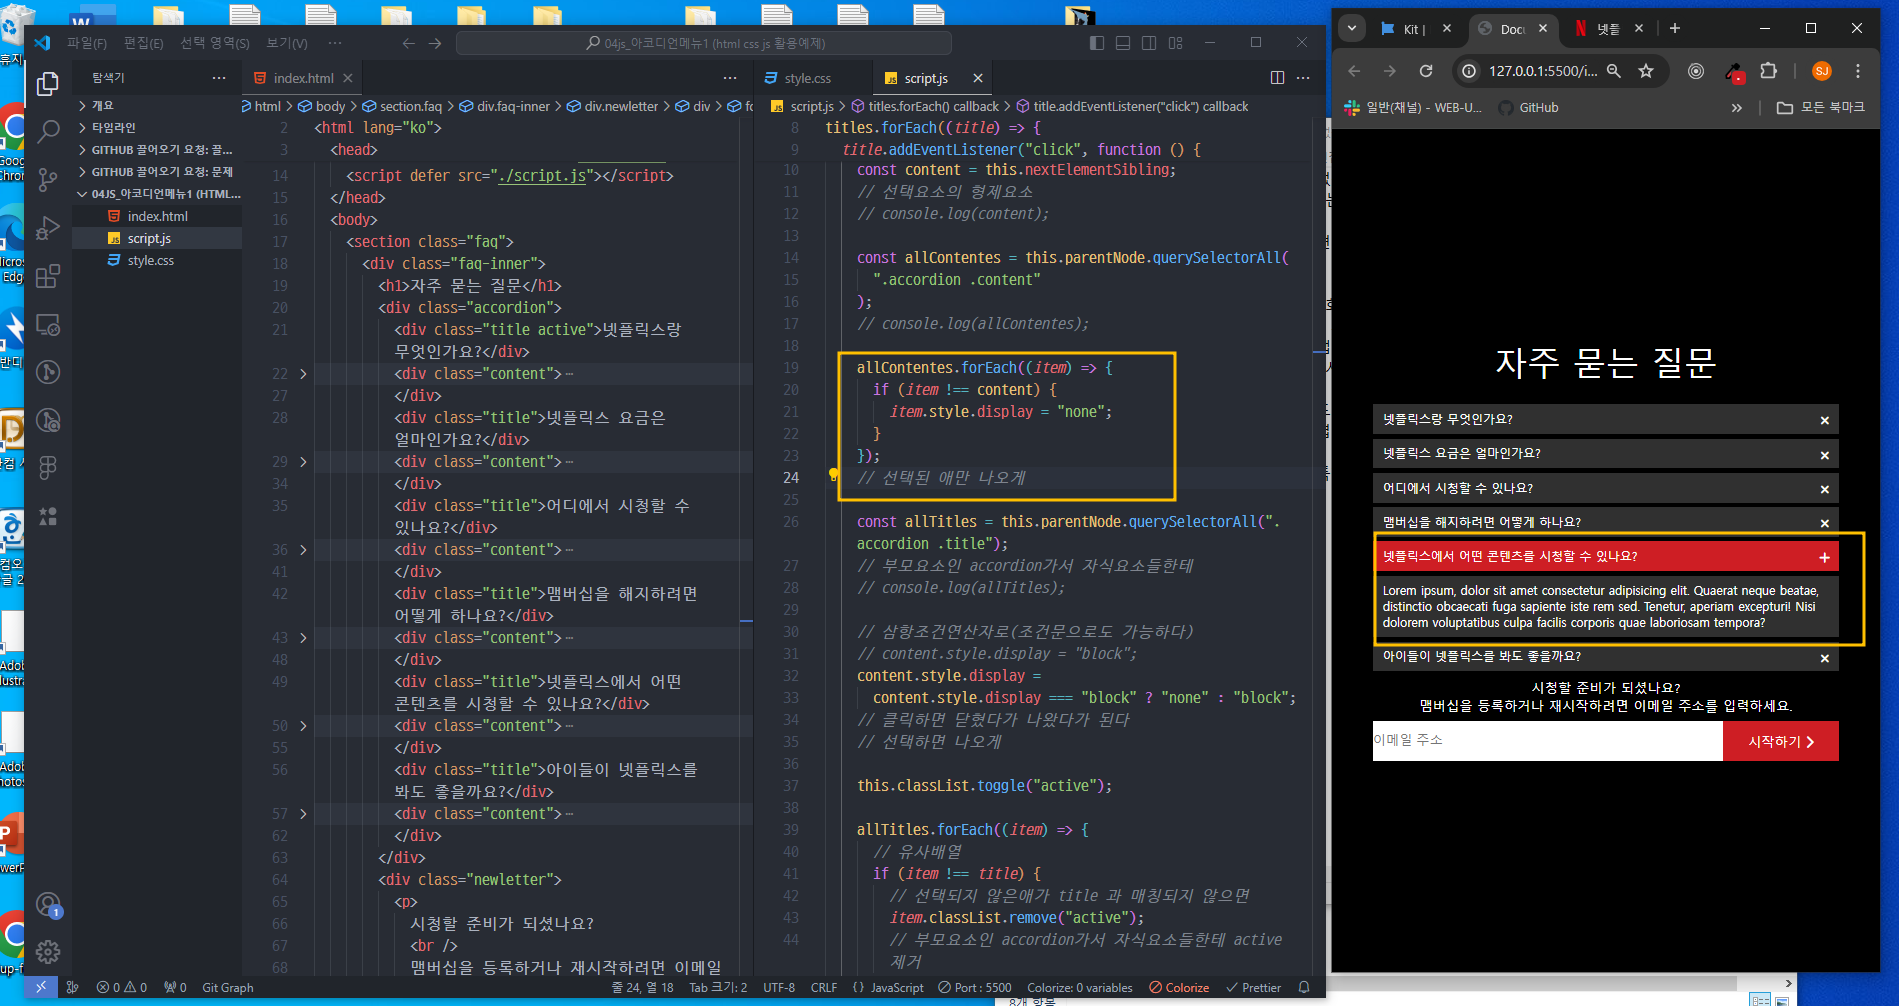 파일(F) 편집(E) 선택 영역(S) 보기(V) ···
04js_아코디언메뉴1 (html css js 활용예제)
탐색기 ···
개요
타임라인
GITHUB 끌어오기 요청: 끌...
GITHUB 끌어오기 요청: 문제
04JS_아코디언메뉴1 (HTML...
index.html
script.js
style.css
index.html
html > body > section.faq > div.faq-inner > div.newletter > div >
2 <html lang="ko">
3 <head>
14 <script defer src="./script.js"></script>
15 </head>
16 <body>
17 <section class="faq">
18 <div class="faq-inner">
19 <h1>자주 묻는 질문</h1>
20 <div class="accordion">
21 <div class="title active">넷플릭스랑
무엇인가요?</div>
22 <div class="content">···
27 </div>
28 <div class="title">넷플릭스 요금은
얼마인가요?</div>
29 <div class="content">···
34 </div>
35 <div class="title">어디에서 시청할 수
있나요?</div>
36 <div class="content">···
41 </div>
42 <div class="title">맴버십을 해지하려면
어떻게 하나요?</div>
43 <div class="content">···
48 </div>
49 <div class="title">넷플릭스에서 어떤
콘텐츠를 시청할 수 있나요?</div>
50 <div class="content">···
55 </div>
56 <div class="title">아이들이 넷플릭스를
봐도 좋을까요?</div>
57 <div class="content">···
62 </div>
63 </div>
64 <div class="newletter">
65 <p>
66 시청할 준비가 되셨나요?
67 <br />
68 맴버십을 등록하거나 재시작하려면 이메일
style.css script.js
script.js > titles.forEach() callback > title.addEventListener("click") callback
8 titles.forEach((title) => {
9 title.addEventListener("click", function () {
10 const content = this.nextElementSibling;
11 // 선택요소의 형제요소
12 // console.log(content);
13
14 const allContentes = this.parentNode.querySelectorAll(
15 ".accordion .content"
16 );
17 // console.log(allContentes);
18
19 allContentes.forEach((item) => {
20 if (item !== content) {
21 item.style.display = "none";
22 }
23 });
24 // 선택된 애만 나오게
25
26 const allTitles = this.parentNode.querySelectorAll(".
accordion .title");
27 // 부모요소인 accordion가서 자식요소들한테
28 // console.log(allTitles);
29
30 // 삼항조건연산자로(조건문으로도 가능하다)
31 // content.style.display = "block";
32 content.style.display =
33 content.style.display === "block" ? "none" : "block";
34 // 클릭하면 닫혔다가 나왔다가 된다
35 // 선택하면 나오게
36
37 this.classList.toggle("active");
38
39 allTitles.forEach((item) => {
40 // 유사배열
41 if (item !== title) {
42 // 선택되지 않은애가 title 과 매칭되지 않으면
43 item.classList.remove("active");
44 // 부모요소인 accordion가서 자식요소들한테 active
제거
0 0 0 Git Graph 줄 24, 열 18 Tab 크기: 2 UTF-8 CRLF {} JavaScript Port : 5500 Colorize: 0 variables Colorize Prettier
Kit | Docu 넷플
127.0.0.1:5500/i... SJ
일반(채널) - WEB-U... GitHub » 모든 북마크
자주 묻는 질문
넷플릭스랑 무엇인가요? ×
넷플릭스 요금은 얼마인가요? ×
어디에서 시청할 수 있나요? ×
맴버십을 해지하려면 어떻게 하나요? ×
넷플릭스에서 어떤 콘텐츠를 시청할 수 있나요? +
Lorem ipsum, dolor sit amet consectetur adipisicing elit. Quaerat neque beatae,
distinctio obcaecati fuga sapiente iste rem sed. Tenetur, aperiam excepturi! Nisi
dolorem voluptatibus culpa facilis corporis quae laboriosam tempora?
아이들이 넷플릭스를 봐도 좋을까요? ×
시청할 준비가 되셨나요?
맴버십을 등록하거나 재시작하려면 이메일 주소를 입력하세요.
이메일 주소 시작하기 >
8개 항목